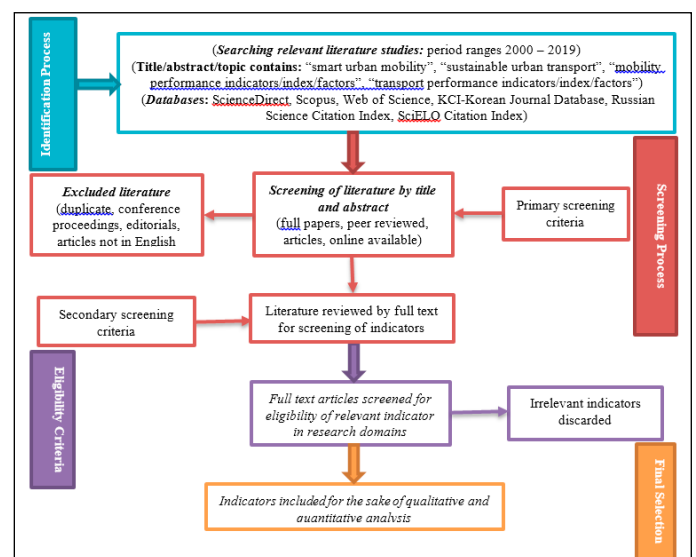 Identification Process
(Searching relevant literature studies: period ranges 2000 – 2019)
(Title/abstract/topic contains: “smart urban mobility”, “sustainable urban transport”, “mobility
performance indicators/index/factors”, “transport performance indicators/index/factors”)
(Databases: ScienceDirect, Scopus, Web of Science, KCI-Korean Journal Database, Russian
Science Citation Index, SciELO Citation Index)
Excluded literature
(duplicate, conference
proceedings, editorials,
articles not in English
Screening of literature by title
and abstract
(full papers, peer reviewed,
articles, online available)
Primary screening
criteria
Screening Process
Secondary screening
criteria
Literature reviewed by full text
for screening of indicators
Eligibility Criteria
Full text articles screened for
eligibility of relevant indicator
in research domains
Irrelevant indicators
discarded
Final Selection
Indicators included for the sake of qualitative and
quantitative analysis